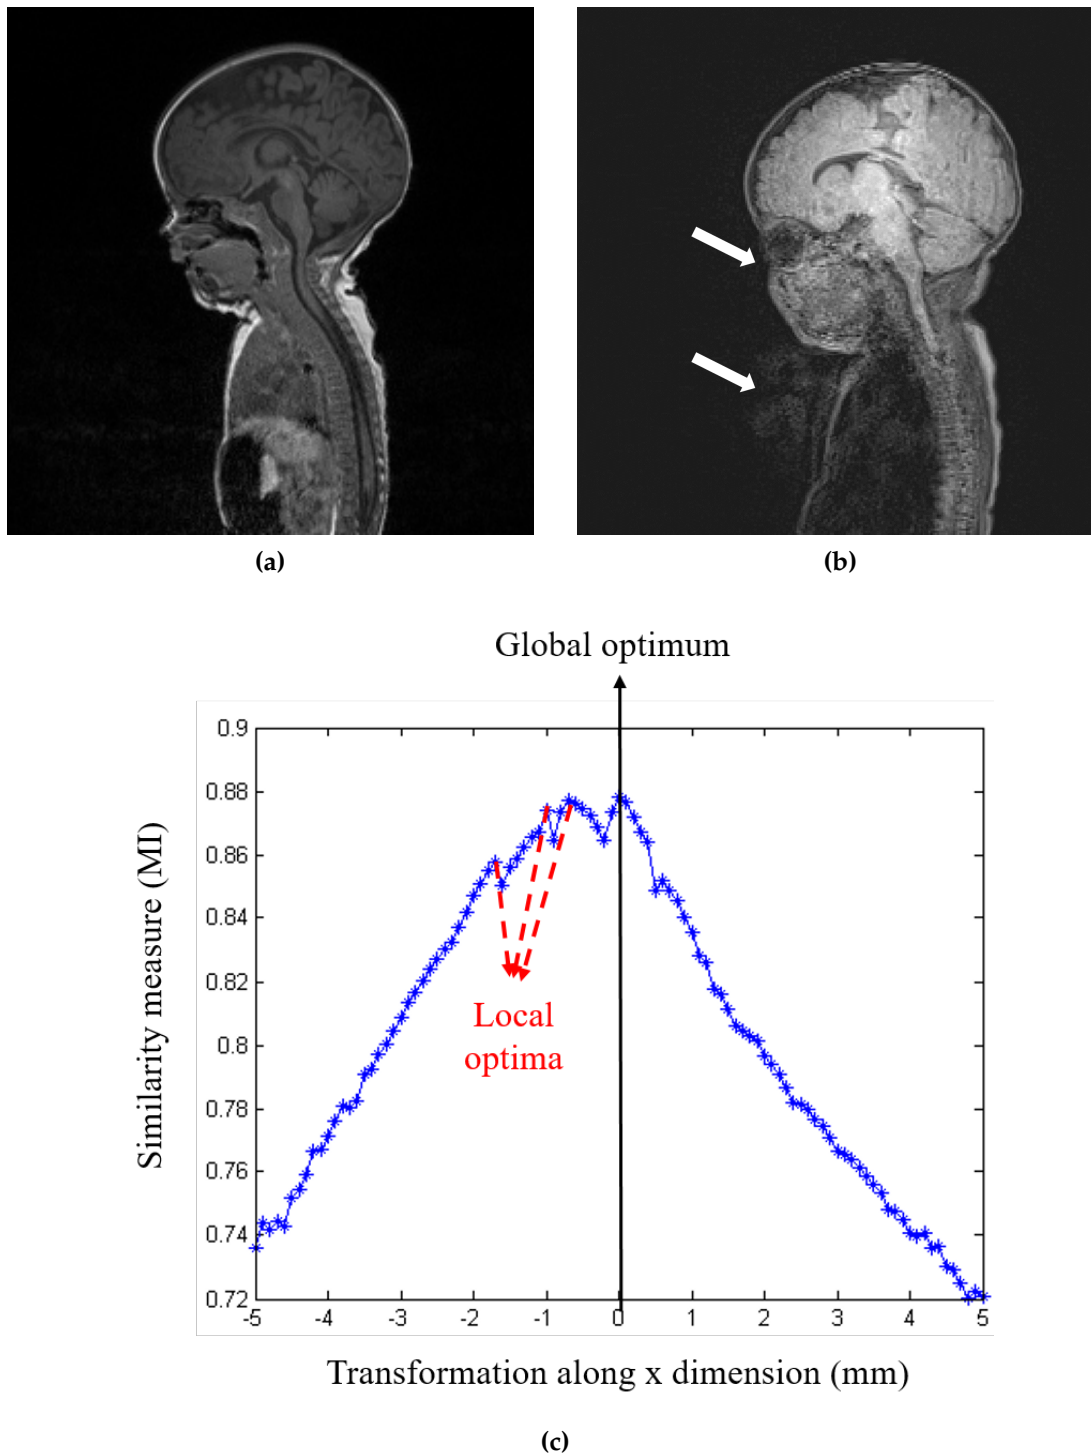 (a)
(b)
Global optimum
0.9
0.88
0.86
0.84
0.82
0.8
0.78
0.76
0.74
0.72
Similarity measure (MI)
Local
optima
-5 -4 -3 -2 -1 0 1 2 3 4 5
Transformation along x dimension (mm)
(c)